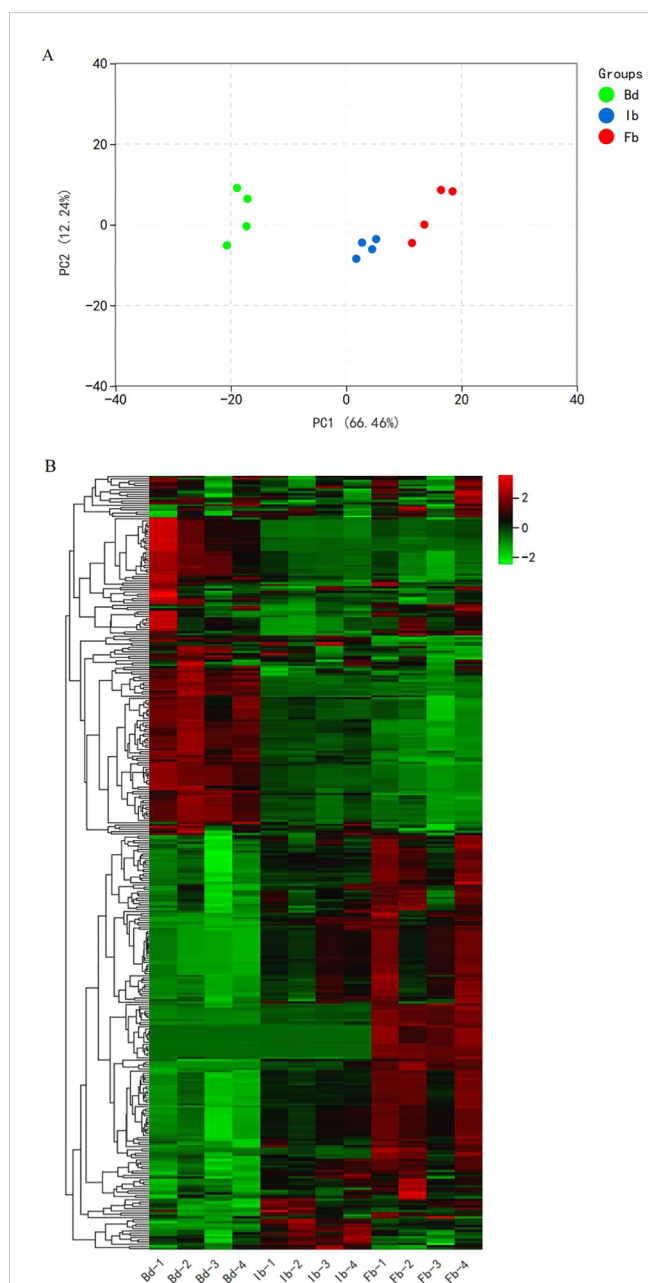 A
40
20
0
−20
−40
−40
−20
0
20
40
PC2 (12.24%)
PC1 (66.46%)
Groups
Bd
Ib
Fb
B
2
0
−2
Bd-1
Bd-2
Bd-3
Bd-4
Ib-1
Ib-2
Ib-3
Ib-4
Fb-1
Fb-2
Fb-3
Fb-4